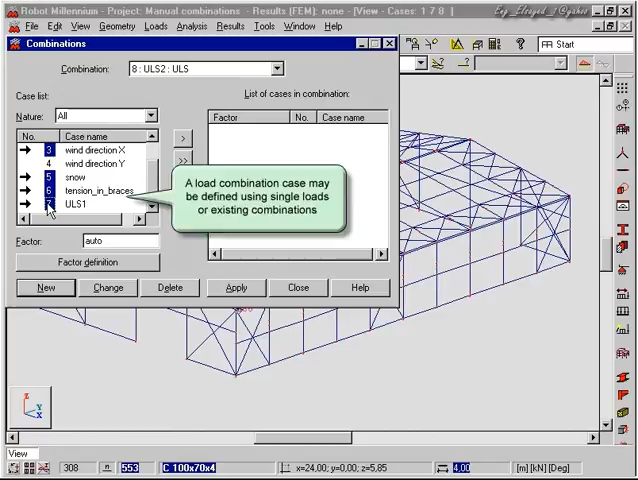 Robot Millennium - Project: Manual combinations - Results (FEM): none - [View - Cases: 1 7 8 ]
Eng_Elsayed_1@yahoo
File Edit View Geometry Loads Analysis Results Tools Window Help
Start
Combinations
Combination: 8 : ULS2 : ULS
Case list:
List of cases in combination:
Nature: All
Factor No. Case name
No. Case name
3 wind direction X
4 wind direction Y
5 snow
6 tension_in_braces
7 ULS1
>
>>
A load combination case may
be defined using single loads
or existing combinations
Factor: auto
Factor definition
New Change Delete Apply Close Help
Z
Y
X
View
308 n 553 C 100x70x4 x=24,00; y=0,00; z=5,85 4,00 [m] [kN] [Deg]